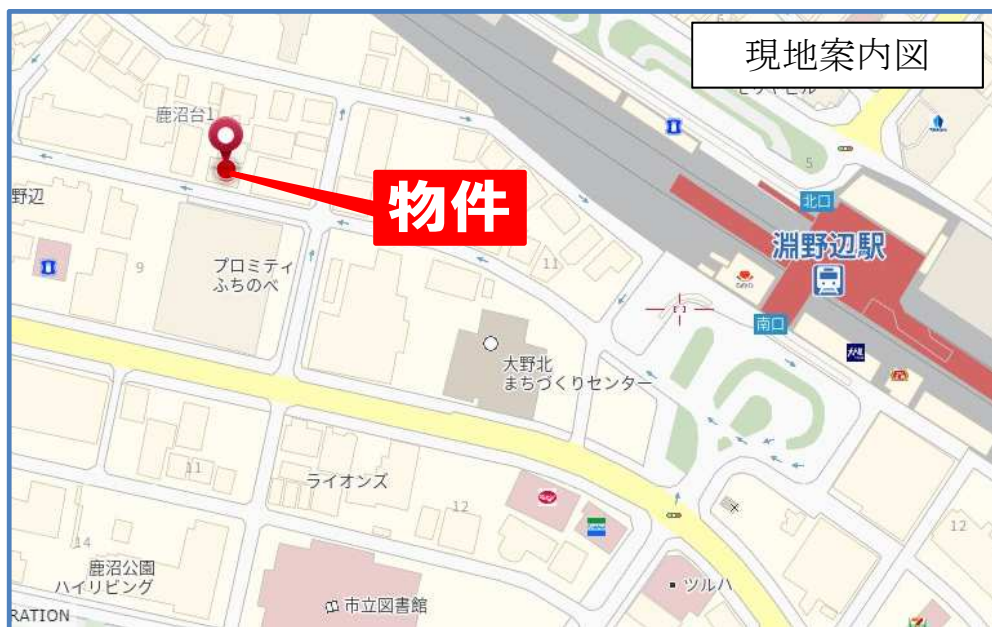 現地案内図
鹿沼台1
物件
野辺
9
プロミティ
ふちのべ
11
5
北口
淵野辺駅
南口
大野北
まちづくりセンター
11
ライオンズ
12
14
鹿沼公園
ハイリビング
市立図書館
ツルハ
12
RATION